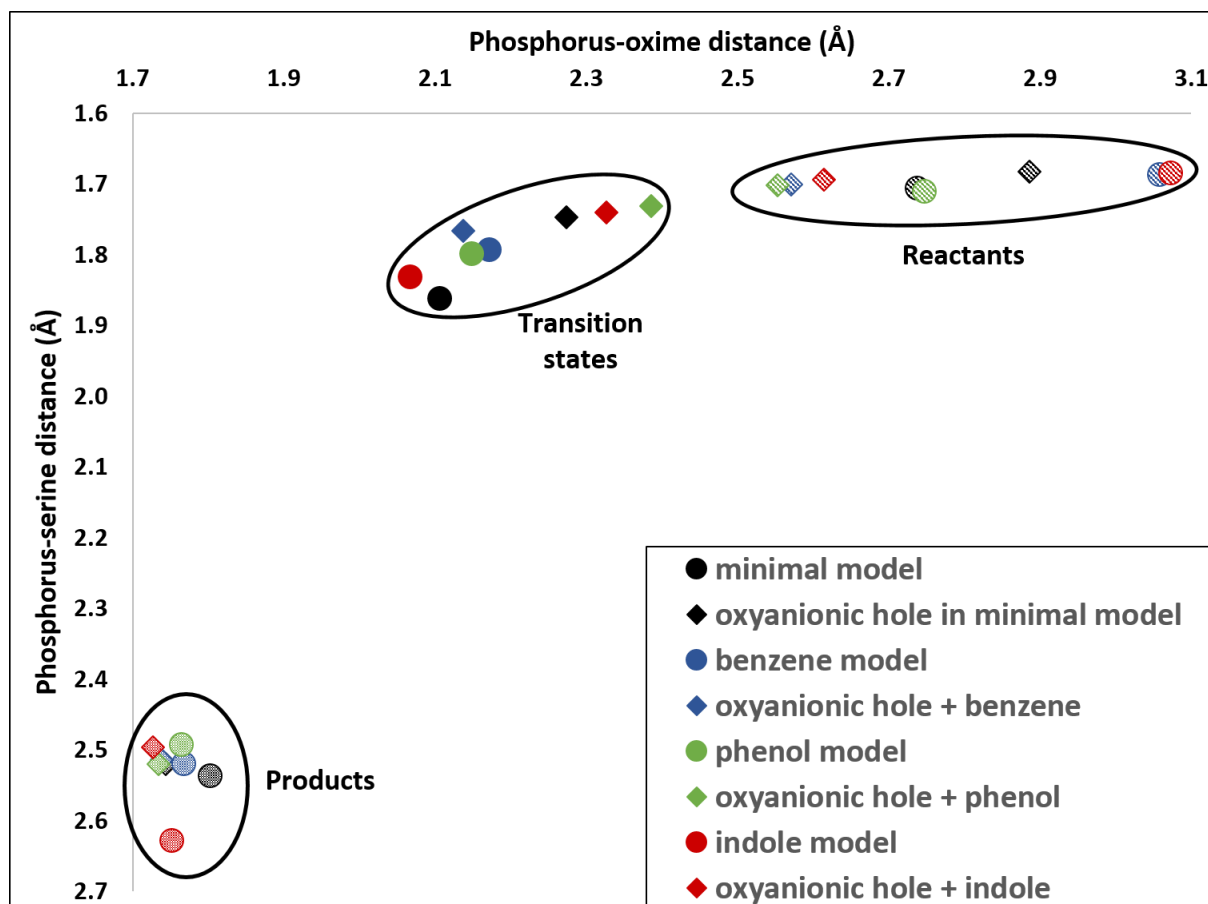 Phosphorus-oxime distance (Å)
1.7 1.9 2.1 2.3 2.5 2.7 2.9 3.1
Phosphorus-serine distance (Å)
1.6
1.7
1.8
1.9
2.0
2.1
2.2
2.3
2.4
2.5
2.6
2.7
Reactants
Transition
states
Products
minimal model
oxyanionic hole in minimal model
benzene model
oxyanionic hole + benzene
phenol model
oxyanionic hole + phenol
indole model
oxyanionic hole + indole